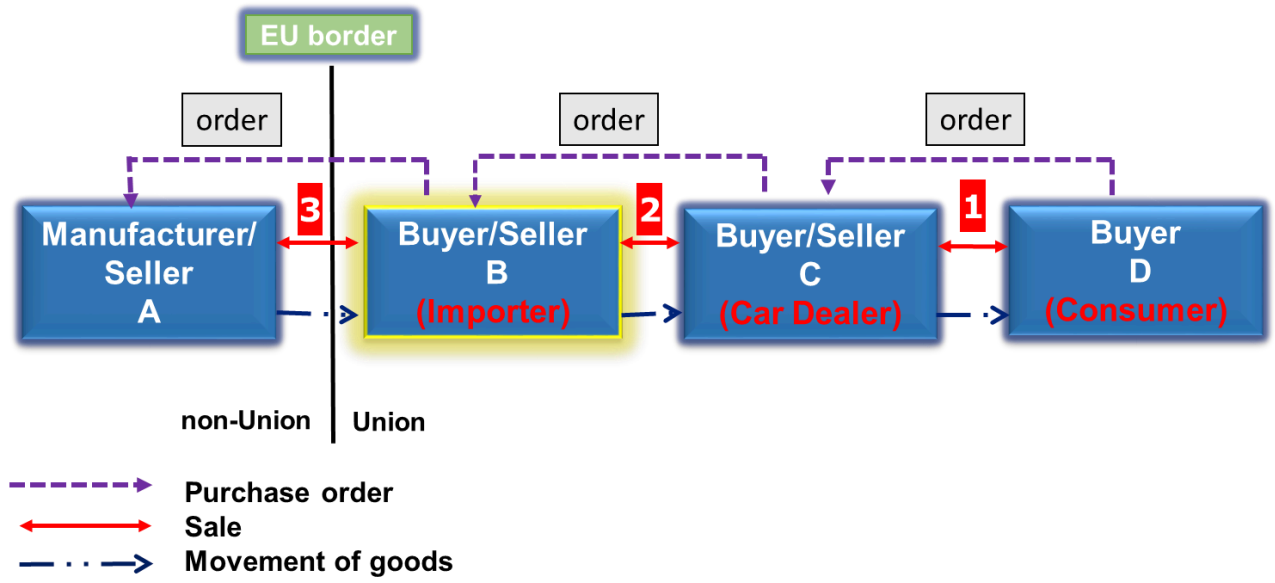 EU border
order
order
order
3
2
1
Manufacturer/
Seller
A
Buyer/Seller
B
(Importer)
Buyer/Seller
C
(Car Dealer)
Buyer
D
(Consumer)
non-Union
Union
Purchase order
Sale
Movement of goods